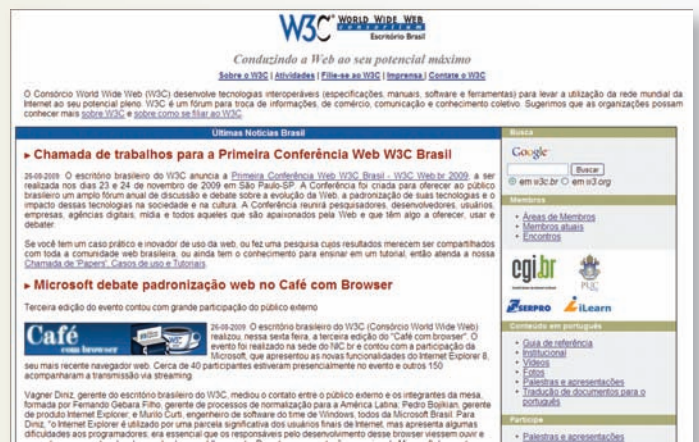 W3C® WORLD WIDE WEB
consortium
Escritório Brasil
Conduzindo a Web ao seu potencial máximo
Sobre o W3C | Atividades | Filie-se ao W3C | Imprensa | Contate o W3C
O Consórcio World Wide Web (W3C) desenvolve tecnologias interoperáveis (especificações, manuais, software e ferramentas) para levar a utilização da rede mundial da
Internet ao seu potencial pleno. W3C é um fórum para troca de informações, de comércio, comunicação e conhecimento coletivo. Sugerimos que as organizações possam
conhecer mais sobre W3C e sobre como se filiar ao W3C.
Últimas Notícias Brasil
▸ Chamada de trabalhos para a Primeira Conferência Web W3C Brasil
26-08-2009: O escritório brasileiro do W3C anuncia a Primeira Conferência Web W3C Brasil - W3C Web.br 2009, a ser
realizada nos dias 23 e 24 de novembro de 2009 em São Paulo-SP. A Conferência foi criada para oferecer ao público
brasileiro um amplo fórum anual de discussão e debate sobre a evolução da Web, a padronização de suas tecnologias e o
impacto dessas tecnologias na sociedade e na cultura. A Conferência reunirá pesquisadores, desenvolvedores, usuários,
empresas, agências digitais, mídia e todos aqueles que são apaixonados pela Web e que têm algo a oferecer, usar e
debater.
Se você tem um caso prático e inovador de uso da web, ou fez uma pesquisa cujos resultados merecem ser compartilhados
com toda a comunidade web brasileira, ou ainda tem o conhecimento para ensinar em um tutorial, então atenda a nossa
Chamada de 'Papers', Casos de uso e Tutoriais.
▸ Microsoft debate padronização web no Café com Browser
Terceira edição do evento contou com grande participação do público externo
Café
com browser
26-08-2009: O escritório brasileiro do W3C (Consórcio World Wide Web)
realizou, nessa sexta feira, a terceira edição do "Café com browser". O
evento foi realizado na sede do NIC.br e contou com a participação da
Microsoft, que apresentou as novas funcionalidades do Internet Explorer 8,
seu mais recente navegador web. Cerca de 40 participantes estiveram presencialmente no evento e outros 150
acompanharam a transmissão via streaming.
Vagner Diniz, gerente do escritório brasileiro do W3C, mediou o contato entre o público externo e os integrantes da mesa,
formada por Fernando Gebara Filho, gerente de processos de normalização para a América Latina; Pedro Bojikian, gerente
de produto Internet Explorer; e Murilo Curti, engenheiro de software do time de Windows, todos da Microsoft Brasil. Para
Diniz, "o Internet Explorer é utilizado por uma parcela significativa dos usuários finais de Internet, mas apresenta algumas
dificuldades aos programadores, era essencial que os responsáveis pelo desenvolvimento desse browser viessem ouvir e
Busca
Google
Buscar
em w3c.br em w3.org
Membros
• Áreas de Membros
• Membros atuais
• Encontros
cgi.br
PUC
SERPRO
iLearn
Conteúdo em português
• Guia de referência
• Institucional
• Vídeos
• Fotos
• Palestras e apresentações
• Tradução de documentos para o
português
Participe
• Palestras e apresentações